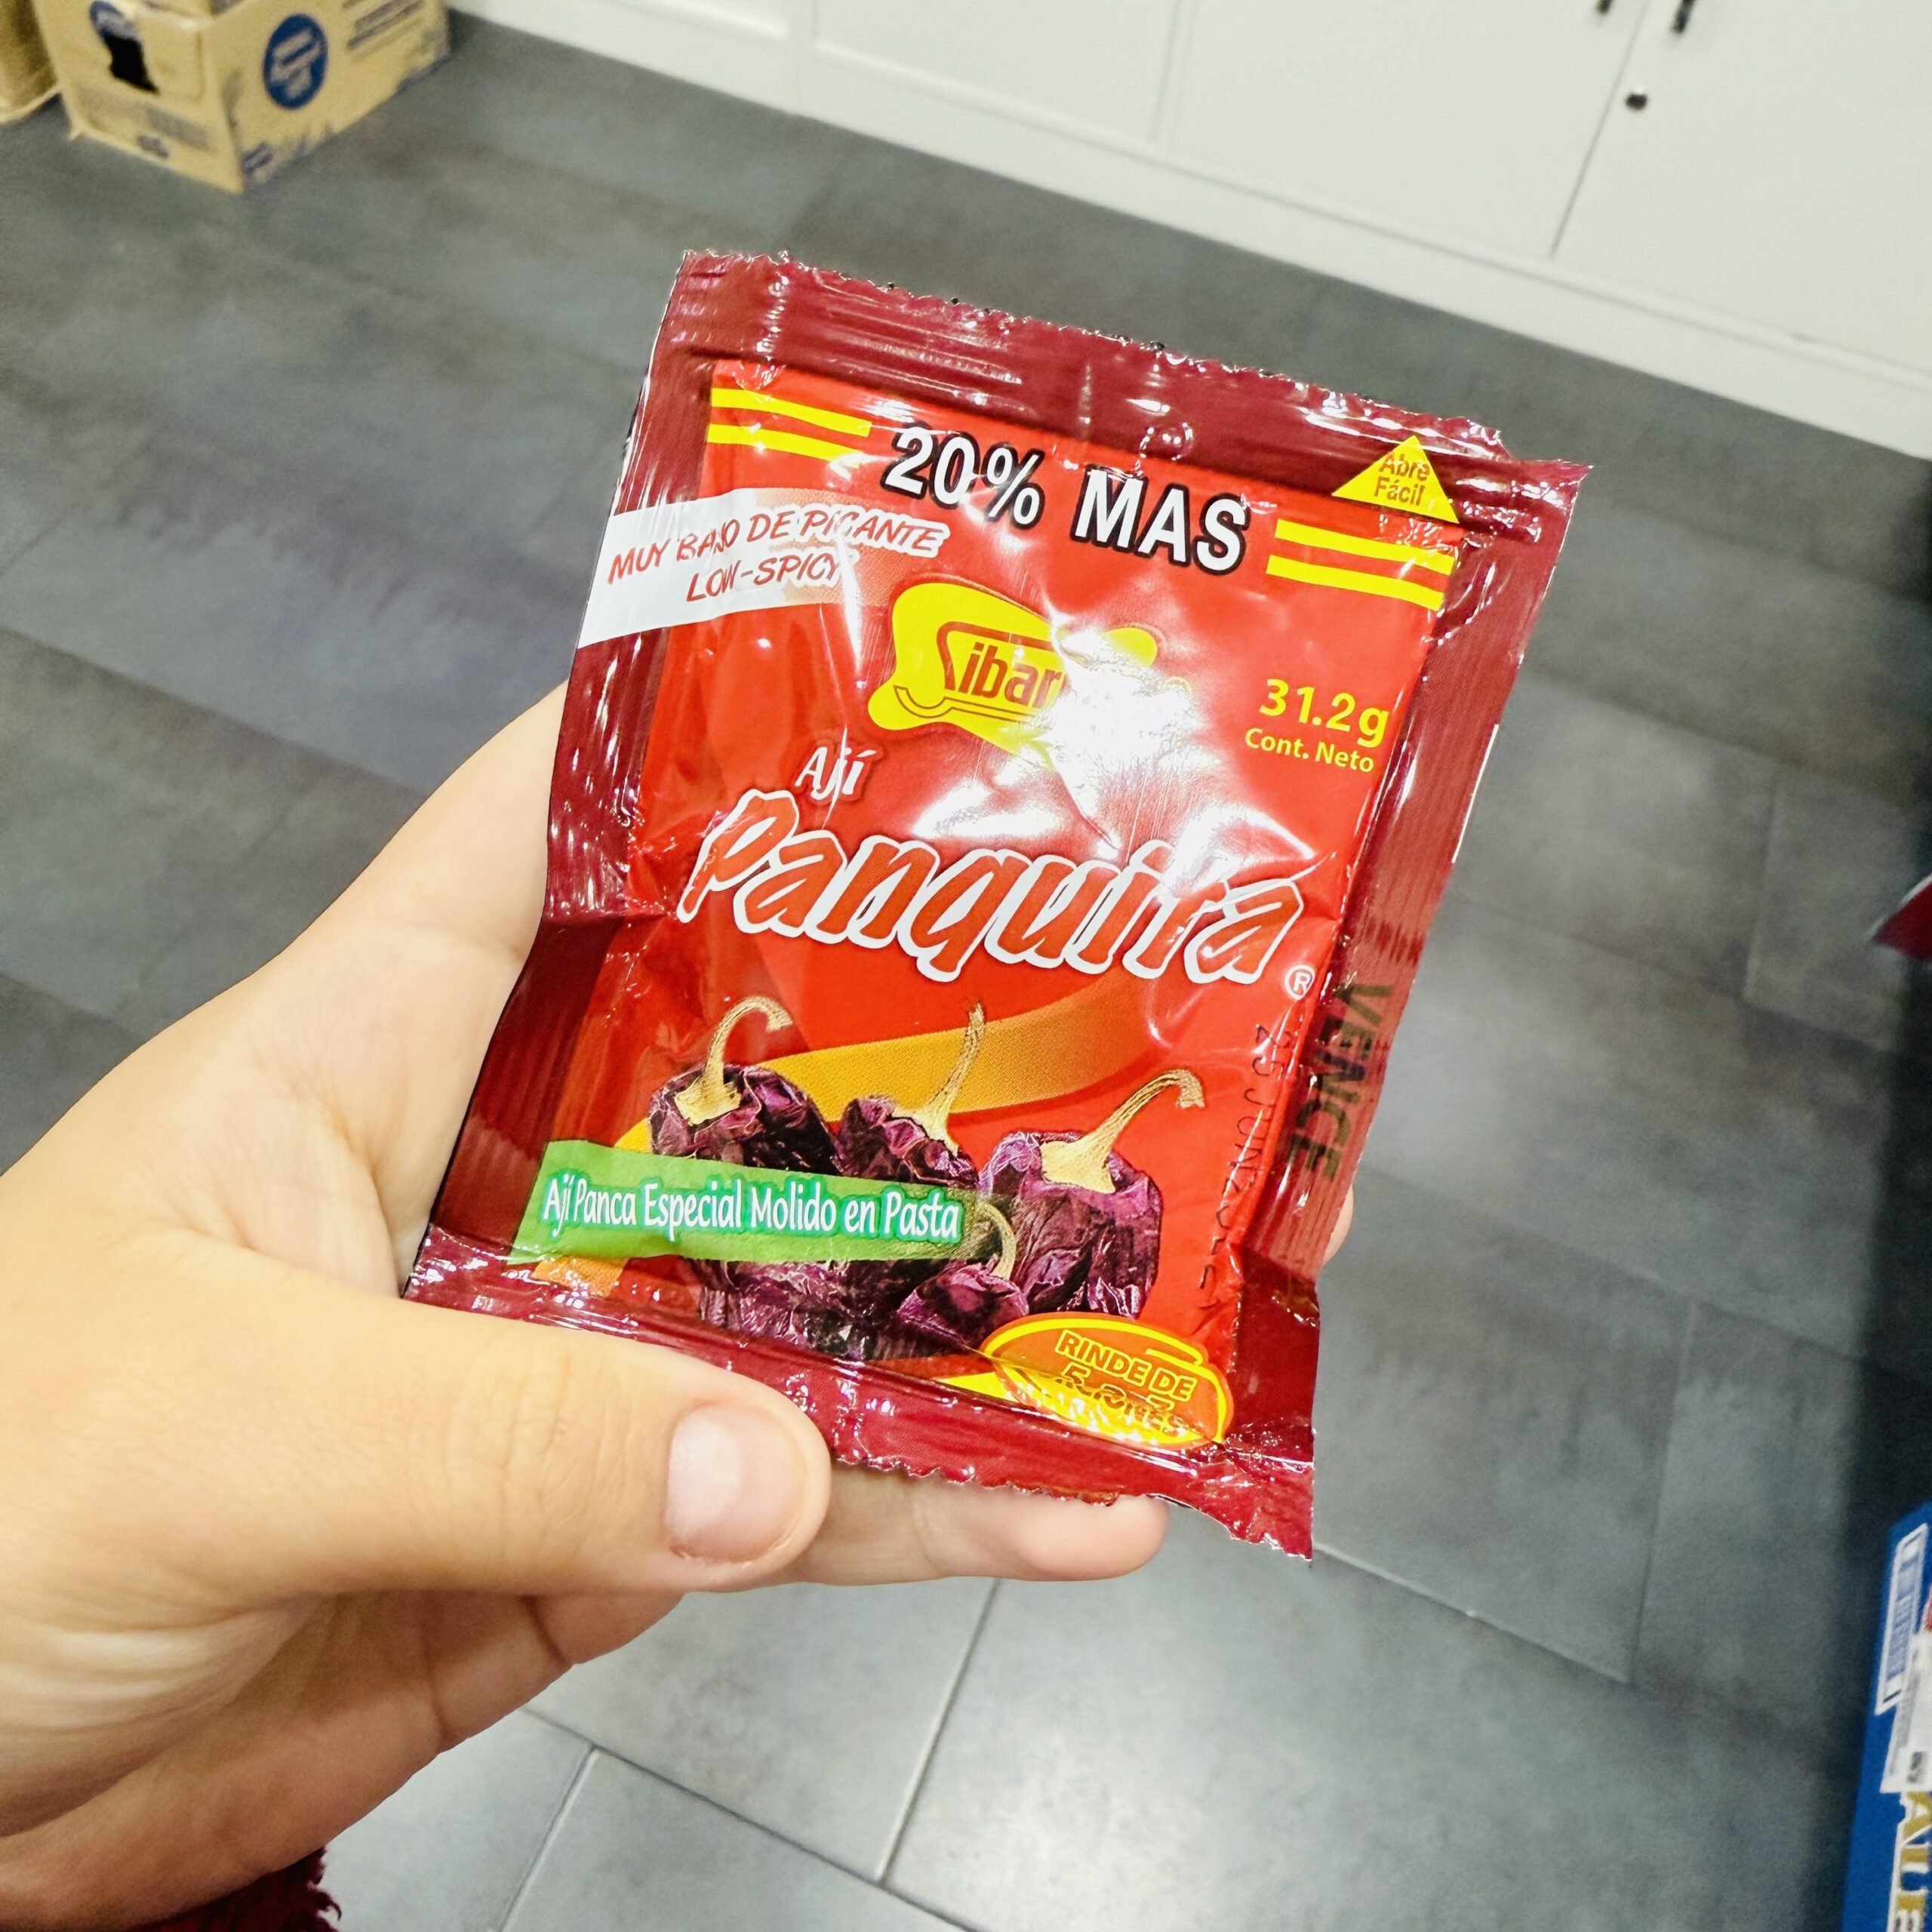 20% MAS
Abre
Fácil
MUY BAJO DE PICANTE
LOW-SPICY
31.2g
Cont. Neto
Ají
Panquita
®
VENCE
Ají Panca Especial Molido en Pasta
RINDE DE